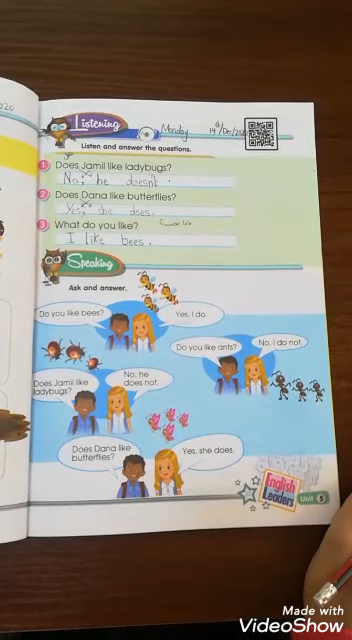 2020
Listening
Monday 14th/Dec/2020
Listen and answer the questions.
1 Does Jamil like ladybugs?
No, he doesn't.
2 Does Dana like butterflies?
Yes, she does.
3 What do you like?
I like bees.
Speaking
Ask and answer.
Do you like bees?
Yes, I do.
Do you like ants?
No, I do not.
Does Jamil like
ladybugs?
No, he
does not.
Does Dana like
butterflies?
Yes, she does.
English
Leaders
Unit 5
Made with
VideoShow